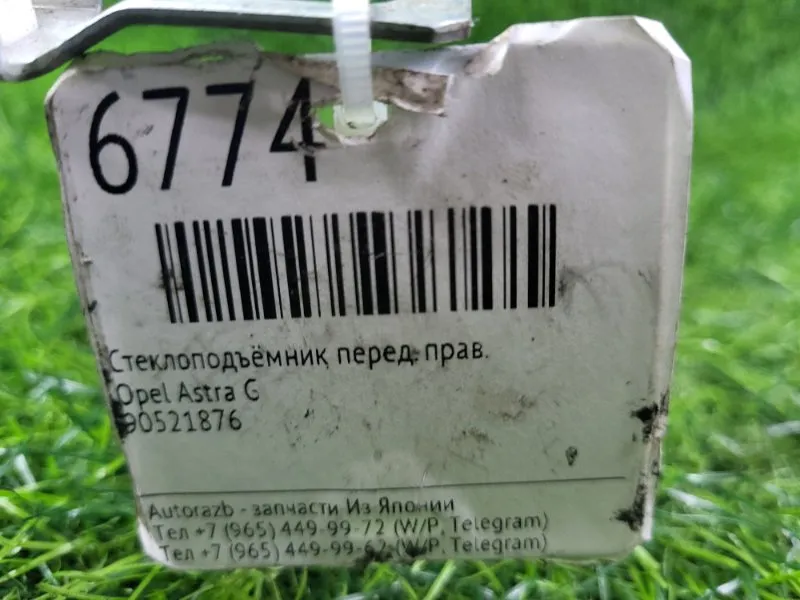 6774
Стеклоподъёмник перед. прав.
Opel Astra G
90521876
Autorazb - запчасти Из Японии
Тел +7 (965) 449-99-72 (W/P, Telegram)
Тел +7 (965) 449-99-62 (W/P, Telegram)